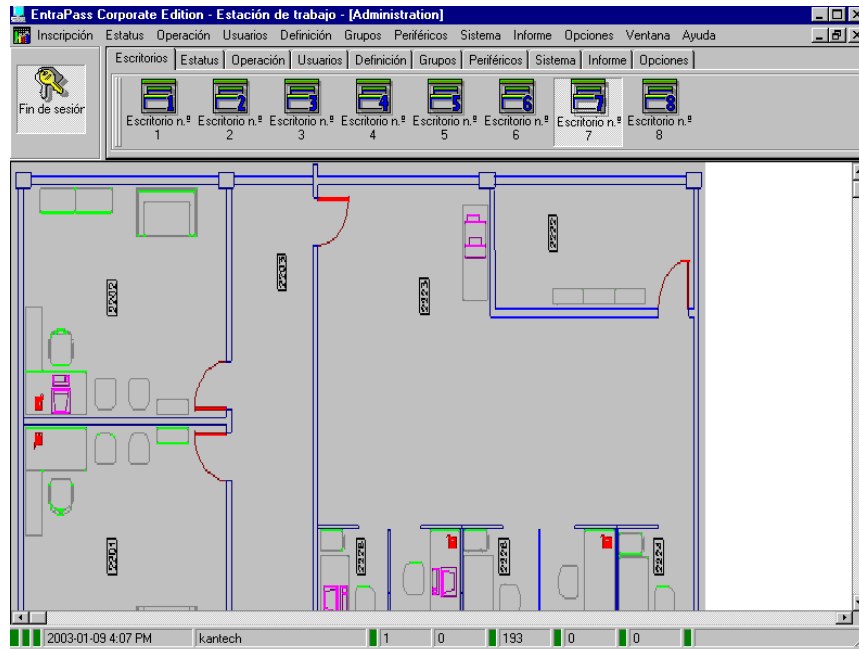 EntraPass Corporate Edition - Estación de trabajo - [Administration]
Inscripción Estatus Operación Usuarios Definición Grupos Periféricos Sistema Informe Opciones Ventana Ayuda
Escritorios Estatus Operación Usuarios Definición Grupos Periféricos Sistema Informe Opciones
Fin de sesiór
1 2 3 4 5 6 7 8
Escritorio n.º 1
Escritorio n.º 2
Escritorio n.º 3
Escritorio n.º 4
Escritorio n.º 5
Escritorio n.º 6
Escritorio n.º 7
Escritorio n.º 8
2222
2203
2202
2223
2201
2003-01-09 4:07 PM kantech 1 0 193 0 0